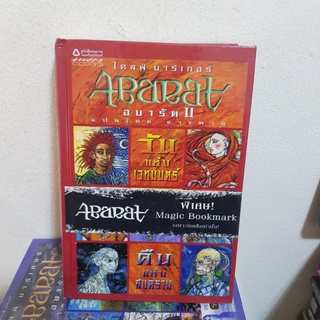 ไคลฟ์ บาร์เกอร์
ABARAT
อบารัต II
วัน
แห่ง
เวทมนตร์
ABARAT
พิเศษ!
Magic Bookmark
คืน
แห่ง
สงคราม
ABARAT